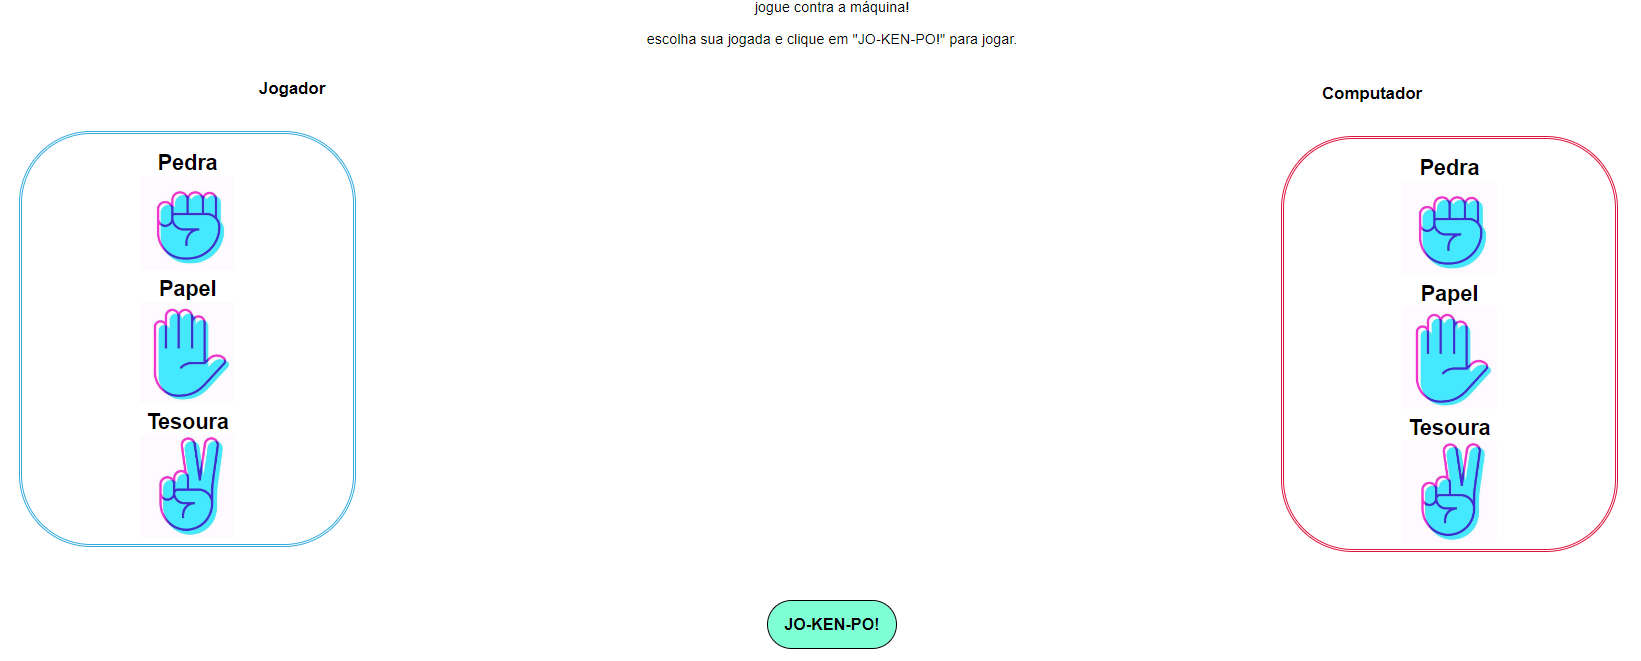 jogue contra a máquina!
escolha sua jogada e clique em "JO-KEN-PO!" para jogar.
Jogador
Pedra
Papel
Tesoura
Computador
Pedra
Papel
Tesoura
JO-KEN-PO!